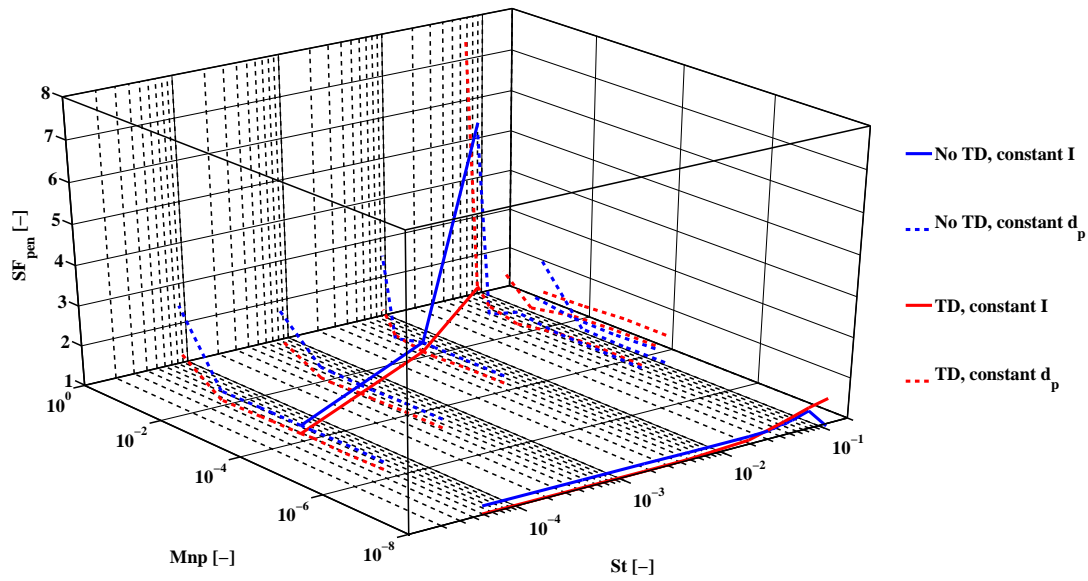 8
7
6
5
4
3
2
1
SF_pen [−]
10^0
10^−2
10^−4
10^−6
10^−8
Mnp [−]
10^−4
10^−3
10^−2
10^−1
St [−]
No TD, constant I
No TD, constant d_p
TD, constant I
TD, constant d_p